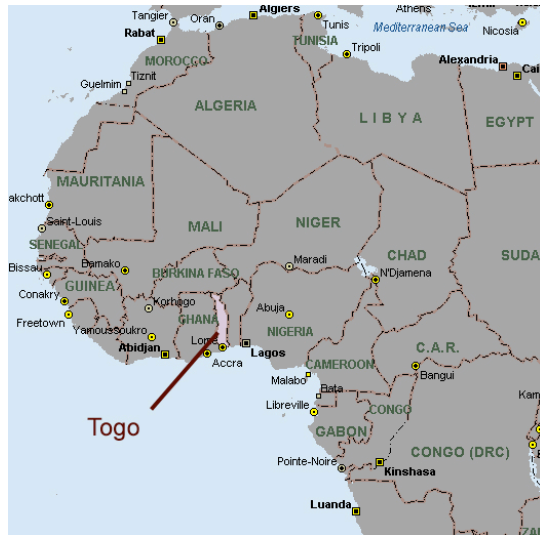 Tangier
Oran
Algiers
Tunis
Athens
Mediterranean Sea
Nicosia
Rabat
TUNISIA
Tripoli
MOROCCO
Alexandria
Cai
Tiznit
Guelmim
ALGERIA
LIBYA
EGYPT
MAURITANIA
akchott
MALI
NIGER
CHAD
SUDA
Saint-Louis
SENEGAL
Bissau
Bamako
BURKINA FASO
Maradi
N'Djamena
GUINEA
Conakry
Korhogo
Freetown
GHANA
Abuja
Yamoussoukro
NIGERIA
Abidjan
Lome
Lagos
Accra
C.A.R.
CAMEROON
Bangui
Malabo
Bata
Kam
Libreville
CONGO
Togo
GABON
CONGO (DRC)
Pointe-Noire
Kinshasa
Luanda